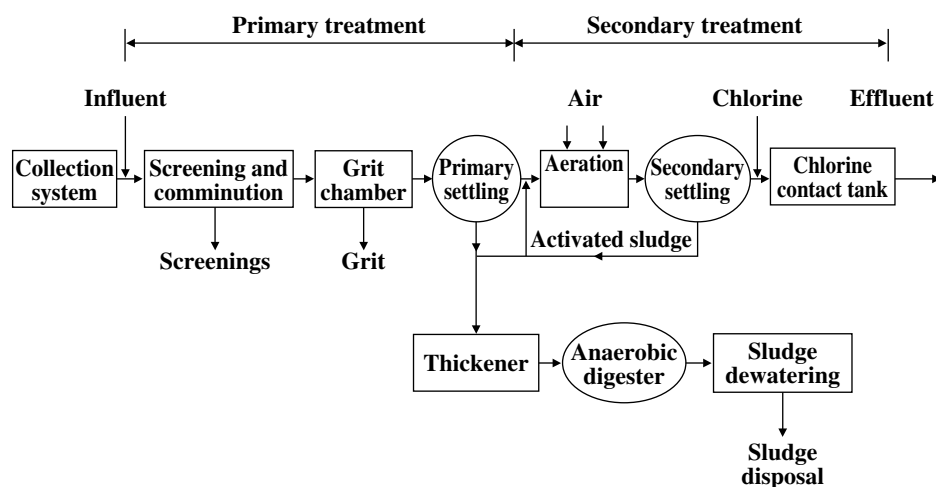 Primary treatment
Secondary treatment
Influent
Air
Chlorine
Effluent
Collection
system
Screening and
comminution
Grit
chamber
Primary
settling
Aeration
Secondary
settling
Chlorine
contact tank
Activated sludge
Screenings
Grit
Thickener
Anaerobic
digester
Sludge
dewatering
Sludge
disposal